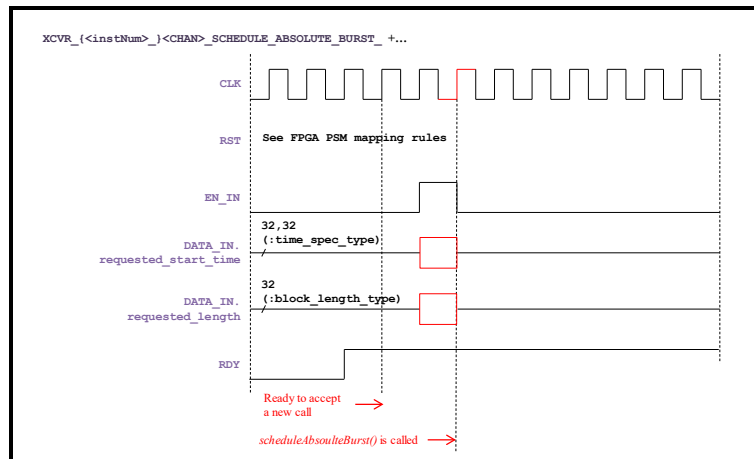 XCVR_{<instNum>_}<CHAN>_SCHEDULE_ABSOLUTE_BURST_ +…
CLK
RST
See FPGA PSM mapping rules
EN_IN
32,32
(:time_spec_type)
DATA_IN.
requested_start_time
32
(:block_length_type)
DATA_IN.
requested_length
RDY
Ready to accept
a new call
scheduleAbsoulteBurst() is called